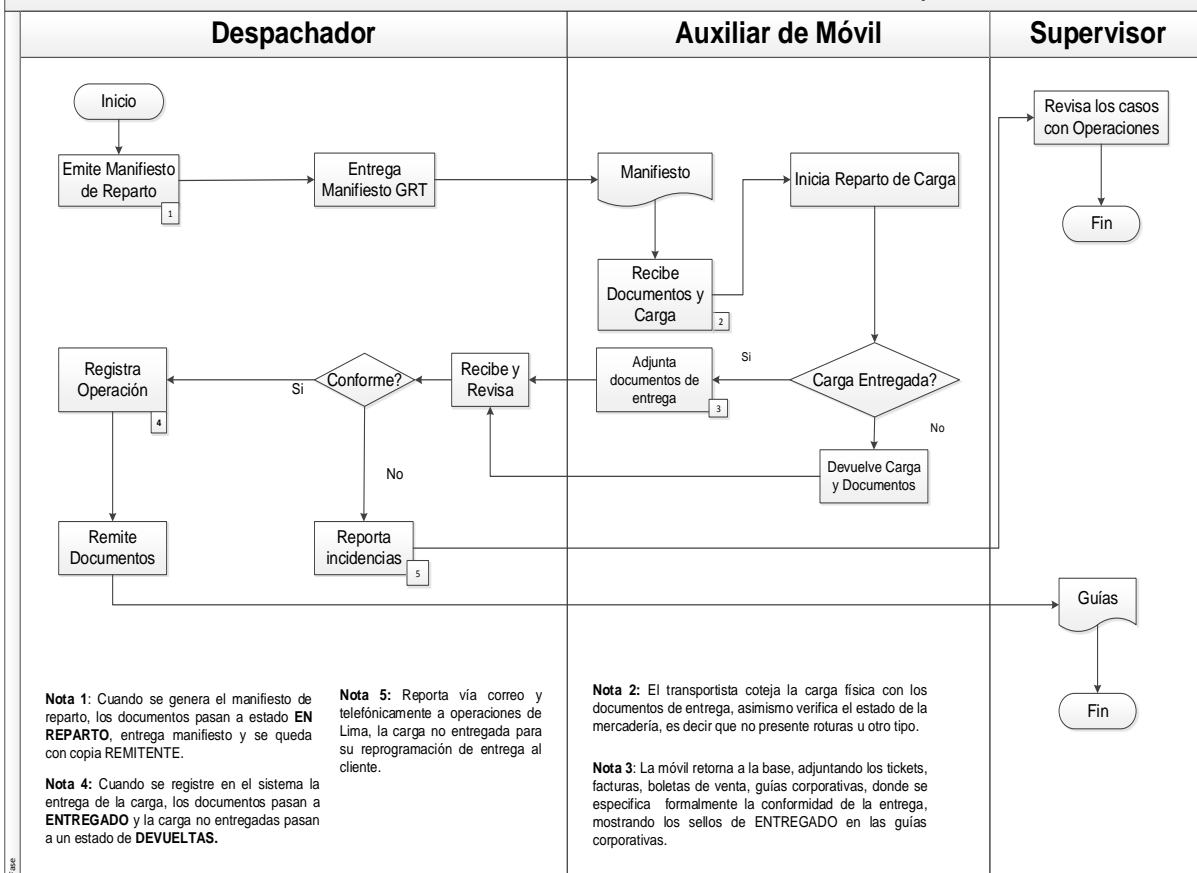 Despachador
Auxiliar de Móvil
Supervisor
Inicio
Emite Manifiesto
de Reparto
1
Entrega
Manifiesto GRT
Manifiesto
Inicia Reparto de Carga
Revisa los casos
con Operaciones
Fin
Recibe
Documentos y
Carga
2
Registra
Operación
4
Si
Conforme?
Recibe y
Revisa
Adjunta
documentos de
entrega
3
Si
Carga Entregada?
No
No
Devuelve Carga
y Documentos
Remite
Documentos
Reporta
incidencias
5
Guías
Fin
Nota 1: Cuando se genera el manifiesto de
reparto, los documentos pasan a estado EN
REPARTO, entrega manifiesto y se queda
con copia REMITENTE.
Nota 4: Cuando se registre en el sistema la
entrega de la carga, los documentos pasan a
ENTREGADO y la carga no entregadas pasan
a un estado de DEVUELTAS.
Nota 5: Reporta vía correo y
telefónicamente a operaciones de
Lima, la carga no entregada para
su reprogramación de entrega al
cliente.
Nota 2: El transportista coteja la carga física con los
documentos de entrega, asimismo verifica el estado de la
mercadería, es decir que no presente roturas u otro tipo.
Nota 3: La móvil retorna a la base, adjuntando los tickets,
facturas, boletas de venta, guías corporativas, donde se
especifica formalmente la conformidad de la entrega,
mostrando los sellos de ENTREGADO en las guías
corporativas.
Fase